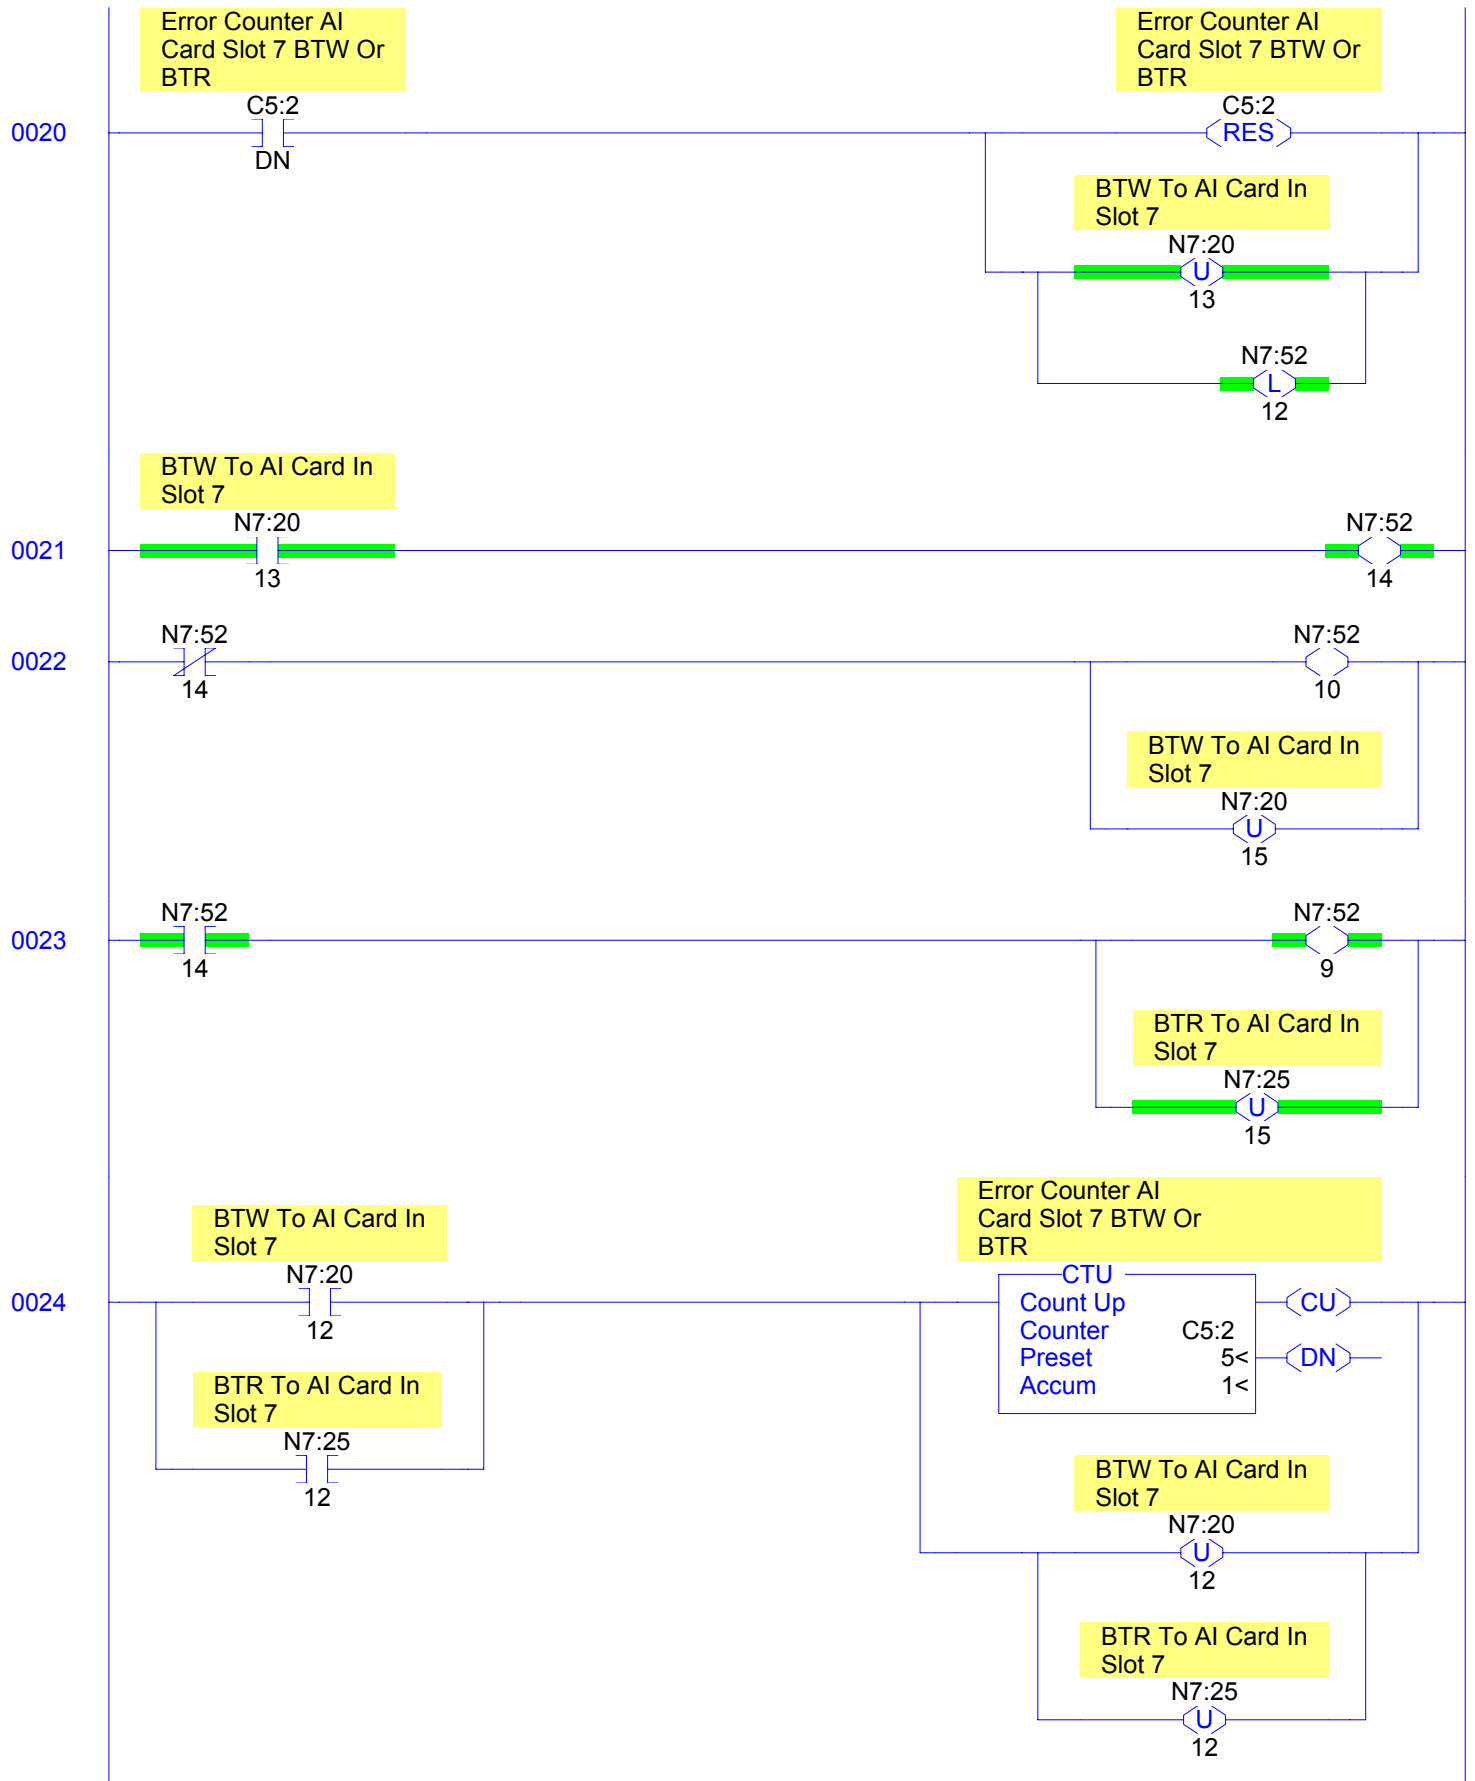 Error Counter AI
Card Slot 7 BTW Or
BTR
C5:2
DN
Error Counter AI
Card Slot 7 BTW Or
BTR
C5:2
RES
0020
BTW To AI Card In
Slot 7
N7:20
U
13
N7:52
L
12
BTW To AI Card In
Slot 7
N7:20
13
N7:52
14
0021
N7:52
14
N7:52
10
0022
BTW To AI Card In
Slot 7
N7:20
U
15
N7:52
14
N7:52
9
0023
BTR To AI Card In
Slot 7
N7:25
U
15
BTW To AI Card In
Slot 7
N7:20
12
0024
BTR To AI Card In
Slot 7
N7:25
12
Error Counter AI
Card Slot 7 BTW Or
BTR
CTU
Count Up
CU
Counter C5:2
Preset 5<
DN
Accum 1<
BTW To AI Card In
Slot 7
N7:20
U
12
BTR To AI Card In
Slot 7
N7:25
U
12